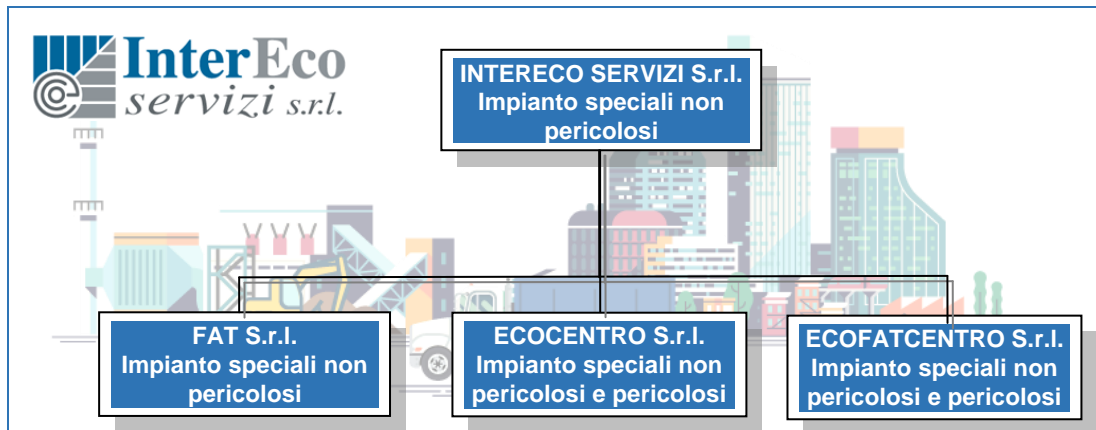 InterEco
servizi s.r.l.
INTERECO SERVIZI S.r.l.
Impianto speciali non
pericolosi
FAT S.r.l.
Impianto speciali non
pericolosi
ECOCENTRO S.r.l.
Impianto speciali non
pericolosi e pericolosi
ECOFATCENTRO S.r.l.
Impianto speciali non
pericolosi e pericolosi